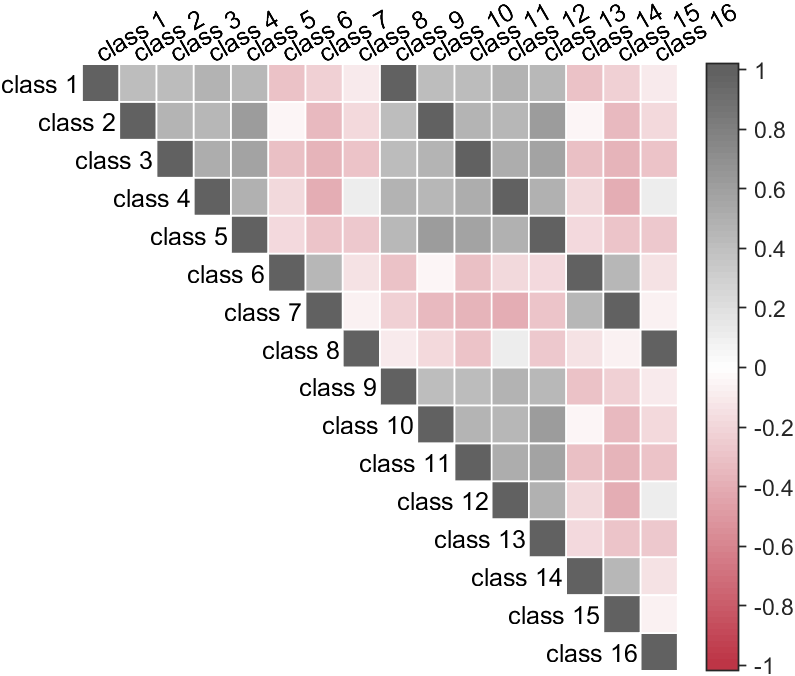 class 1
class 2
class 3
class 4
class 5
class 6
class 7
class 8
class 9
class 10
class 11
class 12
class 13
class 14
class 15
class 16
class 1
class 2
class 3
class 4
class 5
class 6
class 7
class 8
class 9
class 10
class 11
class 12
class 13
class 14
class 15
class 16
1
0.8
0.6
0.4
0.2
0
-0.2
-0.4
-0.6
-0.8
-1